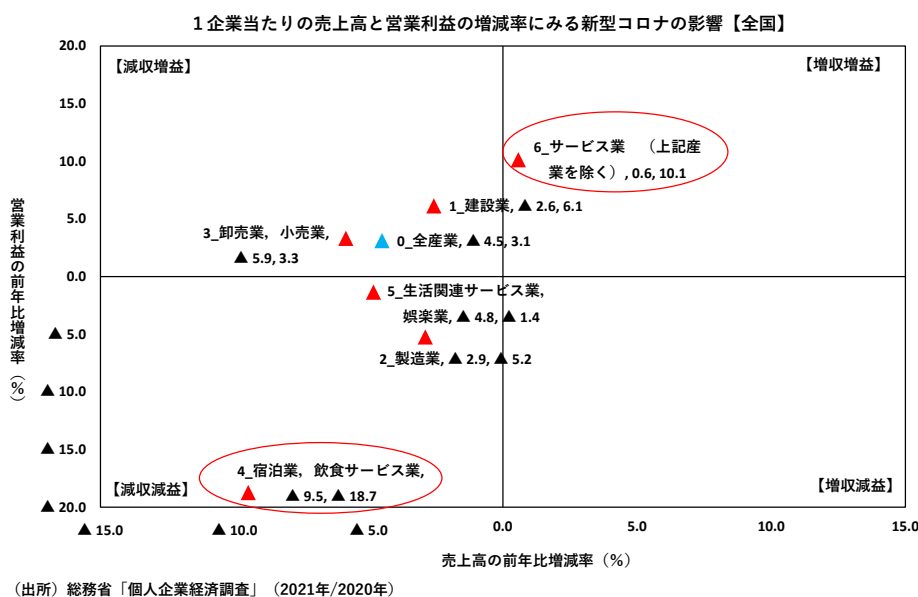 １企業当たりの売上高と営業利益の増減率にみる新型コロナの影響【全国】
20.0
【減収増益】
【増収増益】
15.0
6_サービス業　（上記産
業を除く）, 0.6, 10.1
10.0
1_建設業, ▲ 2.6, 6.1
5.0
3_卸売業，小売業,
▲ 5.9, 3.3
0_全産業, ▲ 4.5, 3.1
0.0
5_生活関連サービス業，
娯楽業, ▲ 4.8, ▲ 1.4
▲ 5.0
2_製造業, ▲ 2.9, ▲ 5.2
▲ 10.0
▲ 15.0
4_宿泊業，飲食サービス業,
▲ 9.5, ▲ 18.7
【減収減益】
【増収減益】
▲ 20.0
▲ 15.0 ▲ 10.0 ▲ 5.0 0.0 5.0 10.0 15.0
営業利益の前年比増減率（％）
売上高の前年比増減率（％）
（出所）総務省「個人企業経済調査」（2021年/2020年）